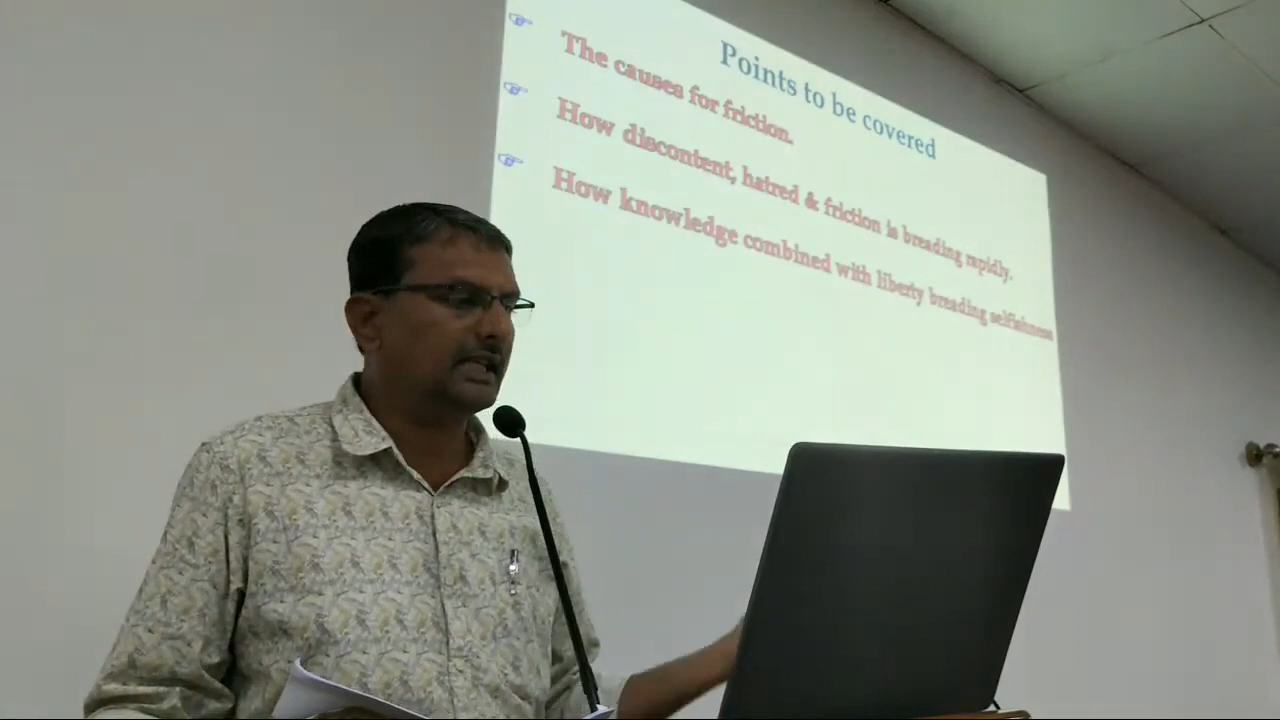 Points to be covered
The causes for friction.
How discontent, hatred & friction is breading rapidly.
How knowledge combined with liberty breading selfishness